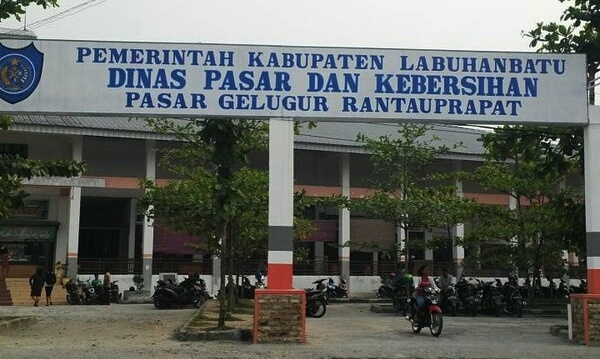 PEMERINTAH KABUPATEN LABUHANBATU
DINAS PASAR DAN KEBERSIHAN
PASAR GELUGUR RANTAUPRAPAT